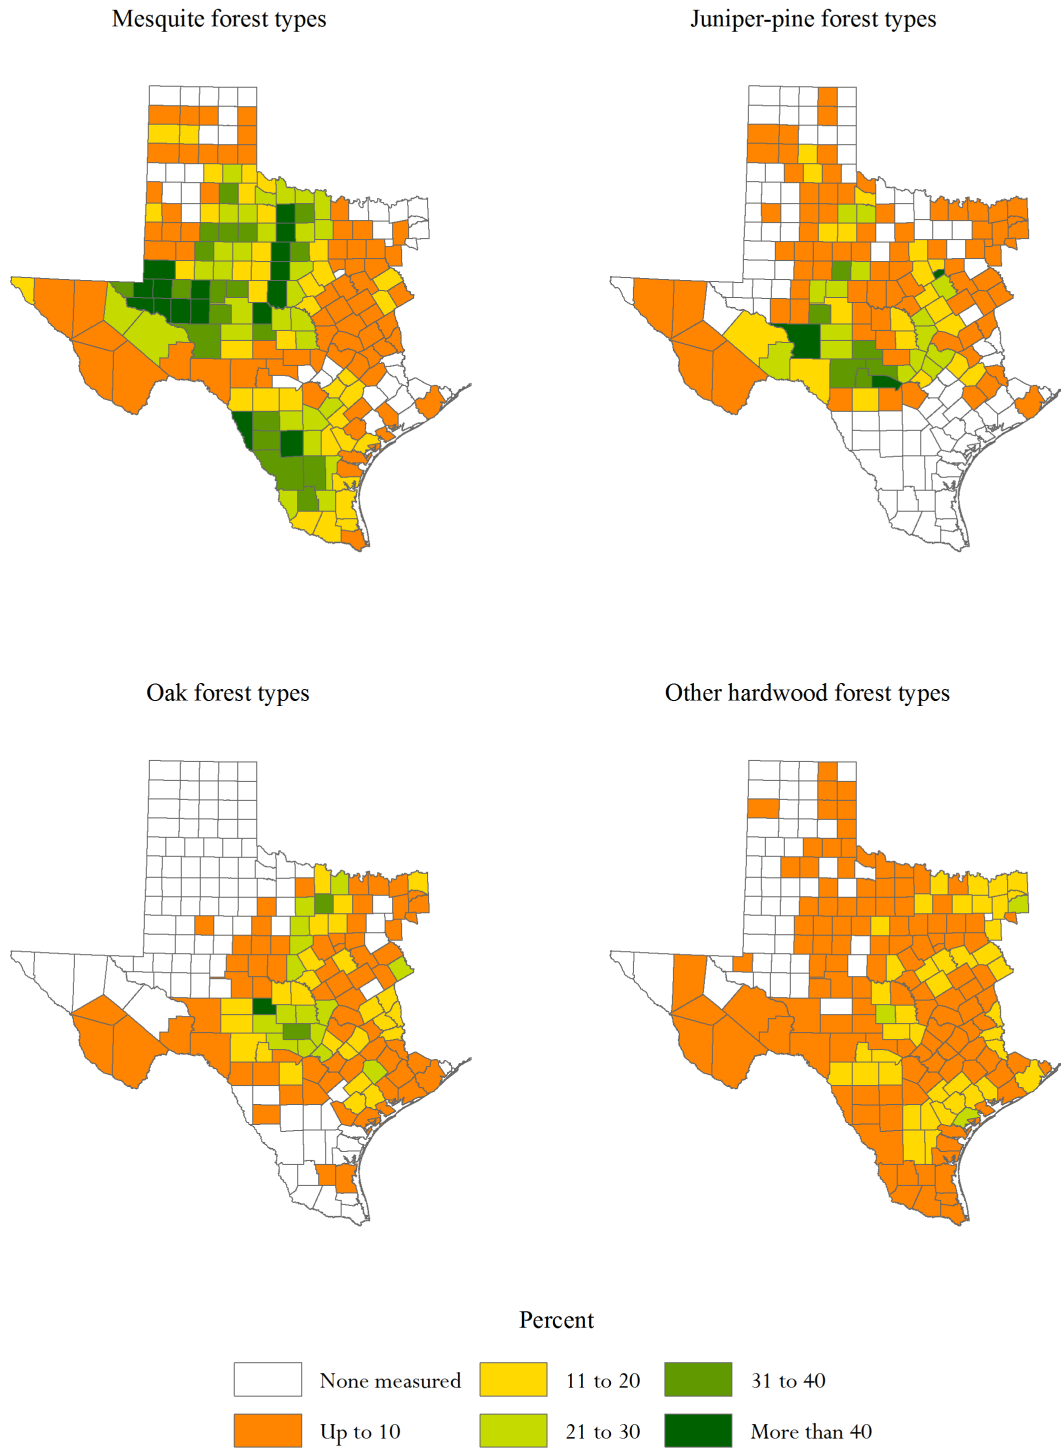 Mesquite forest types
Juniper-pine forest types
Oak forest types
Other hardwood forest types
Percent
None measured
11 to 20
31 to 40
Up to 10
21 to 30
More than 40